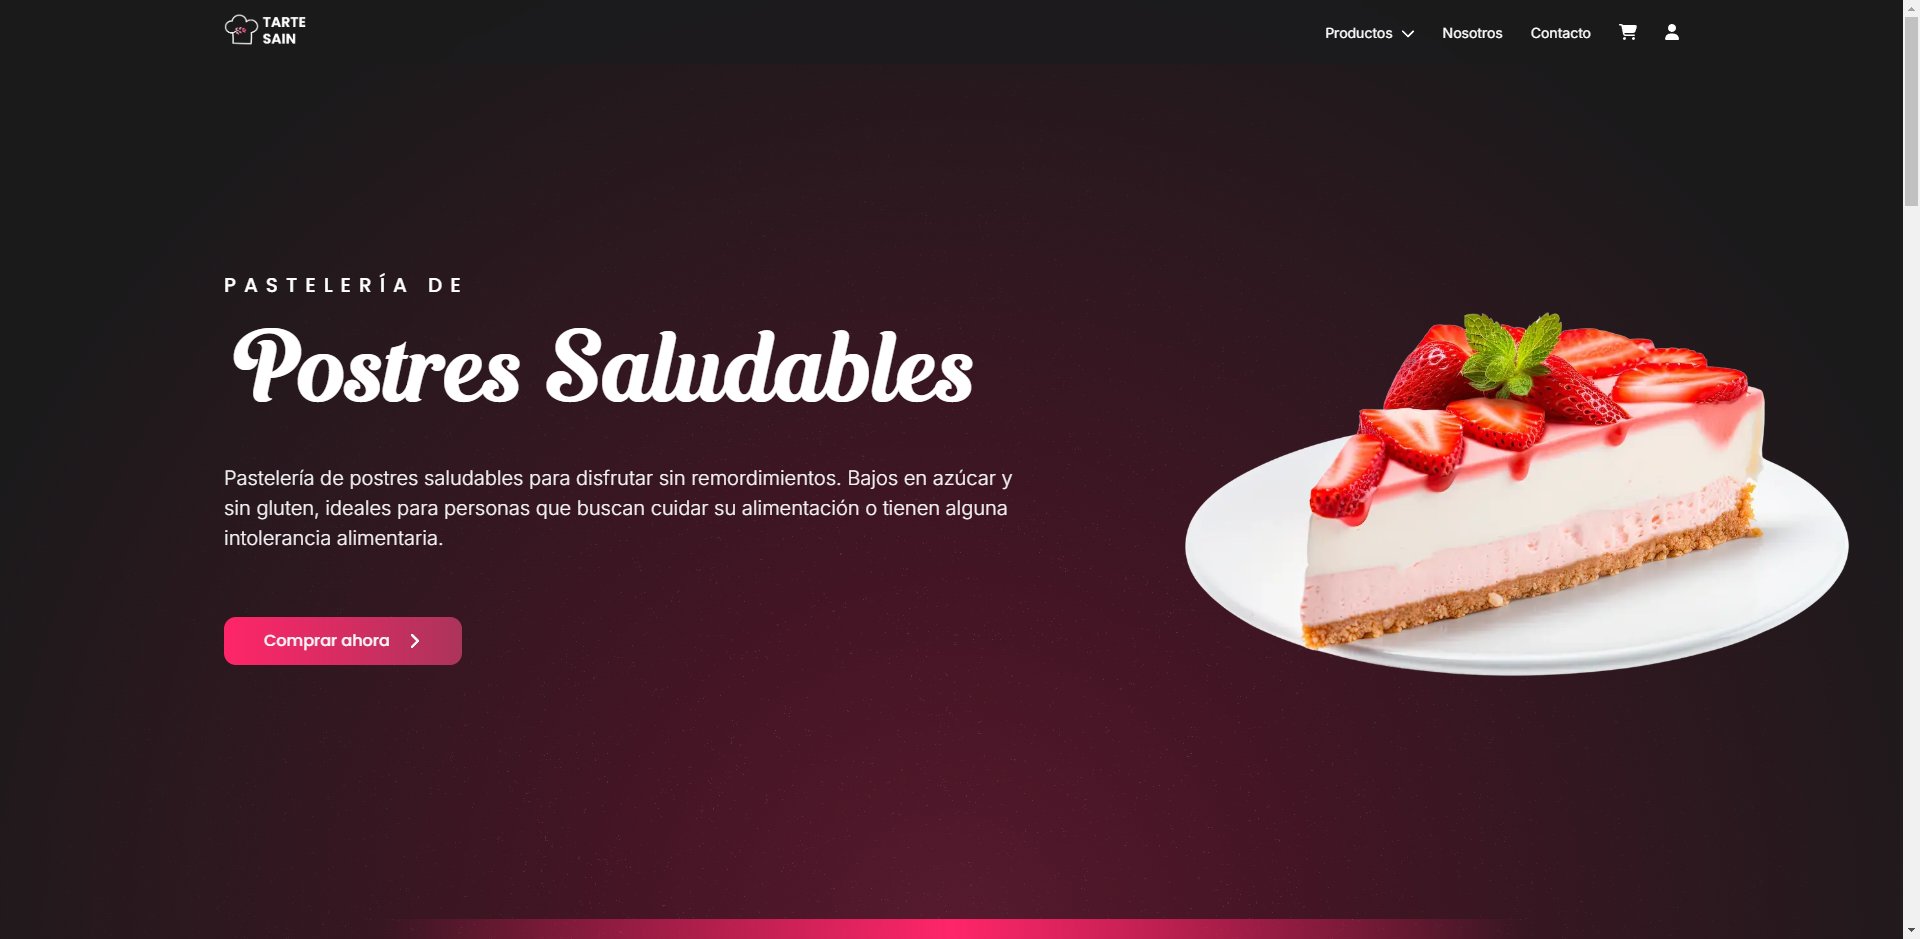 TARTE
SAIN
Productos
Nosotros
Contacto
PASTELERÍA DE
Postres Saludables
Pastelería de postres saludables para disfrutar sin remordimientos. Bajos en azúcar y
sin gluten, ideales para personas que buscan cuidar su alimentación o tienen alguna
intolerancia alimentaria.
Comprar ahora